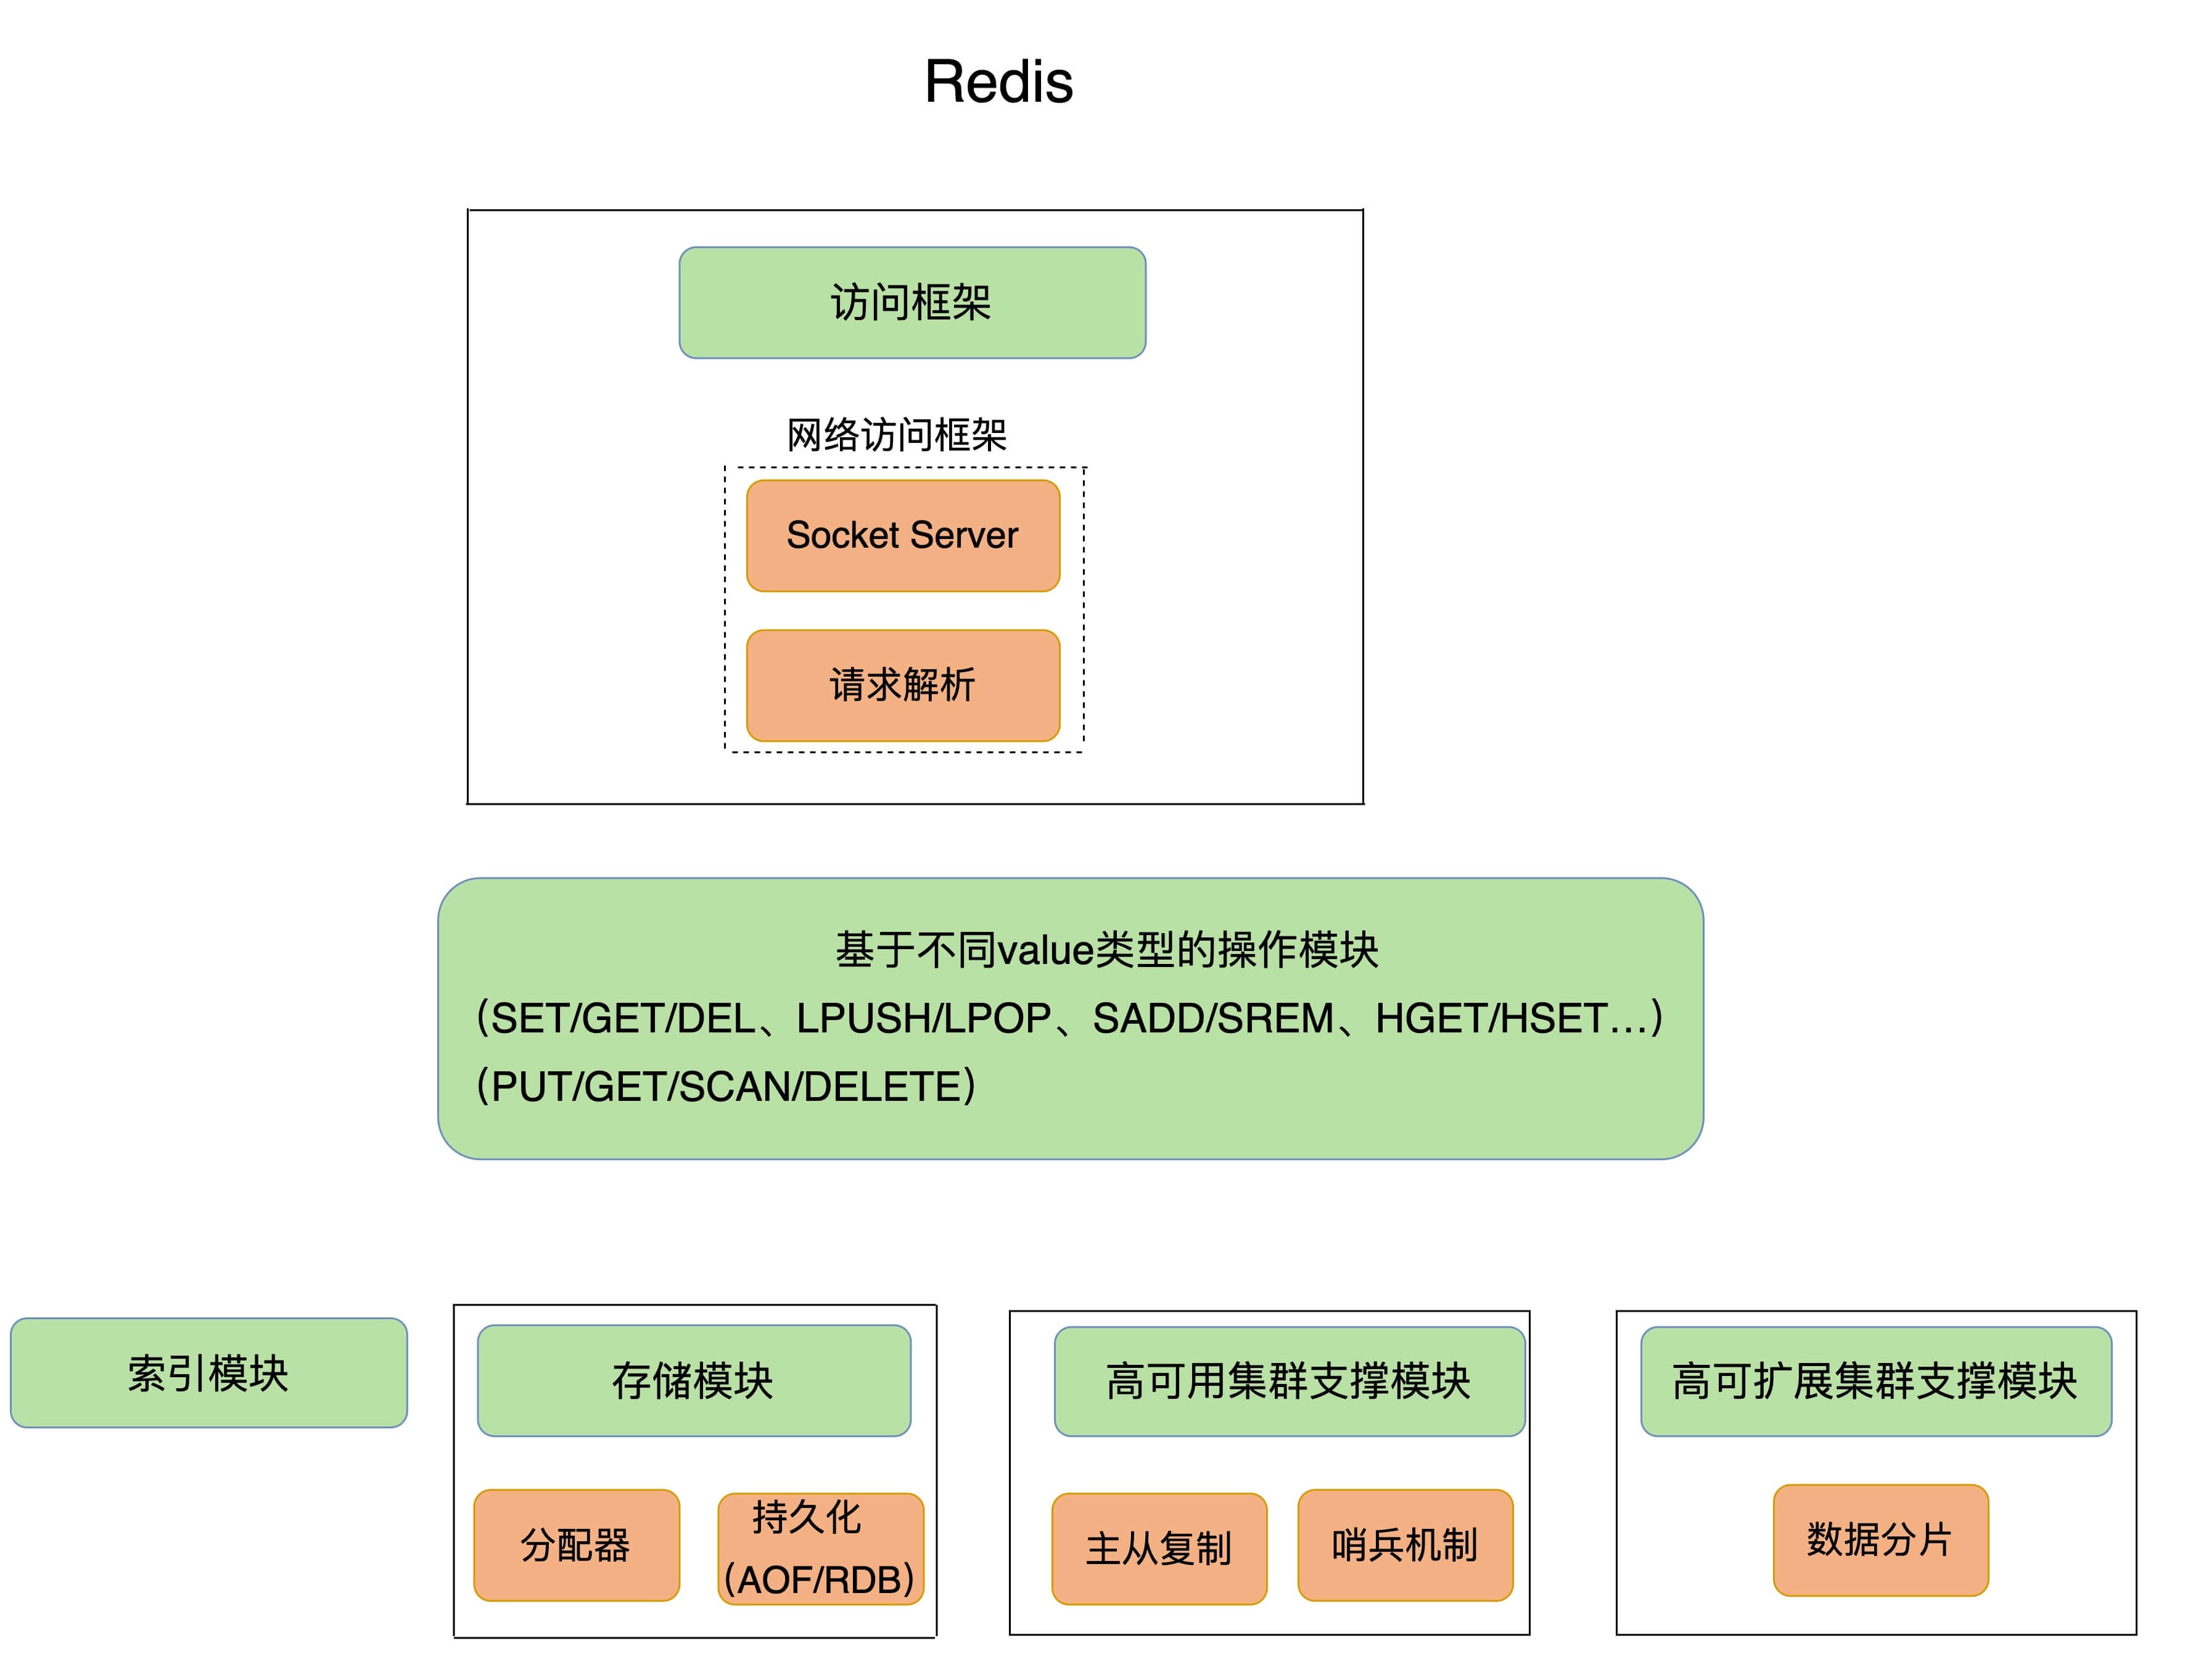 Redis
访问框架
网络访问框架
Socket Server
请求解析
基于不同value类型的操作模块
（SET/GET/DEL、LPUSH/LPOP、SADD/SREM、HGET/HSET...）
（PUT/GET/SCAN/DELETE）
索引模块
存储模块
高可用集群支撑模块
高可扩展集群支撑模块
分配器
持久化
（AOF/RDB）
主从复制
哨兵机制
数据分片